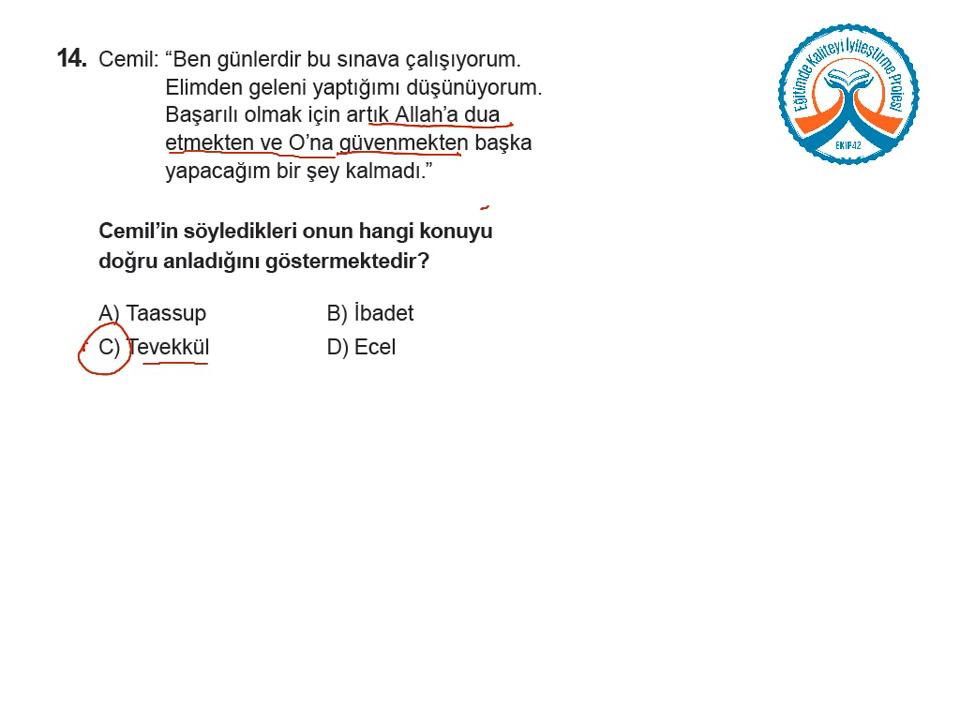 14. Cemil: “Ben günlerdir bu sınava çalışıyorum.
Elimden geleni yaptığımı düşünüyorum.
Başarılı olmak için artık Allah’a dua
etmekten ve O’na güvenmekten başka
yapacağım bir şey kalmadı.”
Cemil’in söyledikleri onun hangi konuyu
doğru anladığını göstermektedir?
A) Taassup B) İbadet
C) Tevekkül D) Ecel
Eğitimde Kaliteyi İyileştirme Projesi
EKIP42